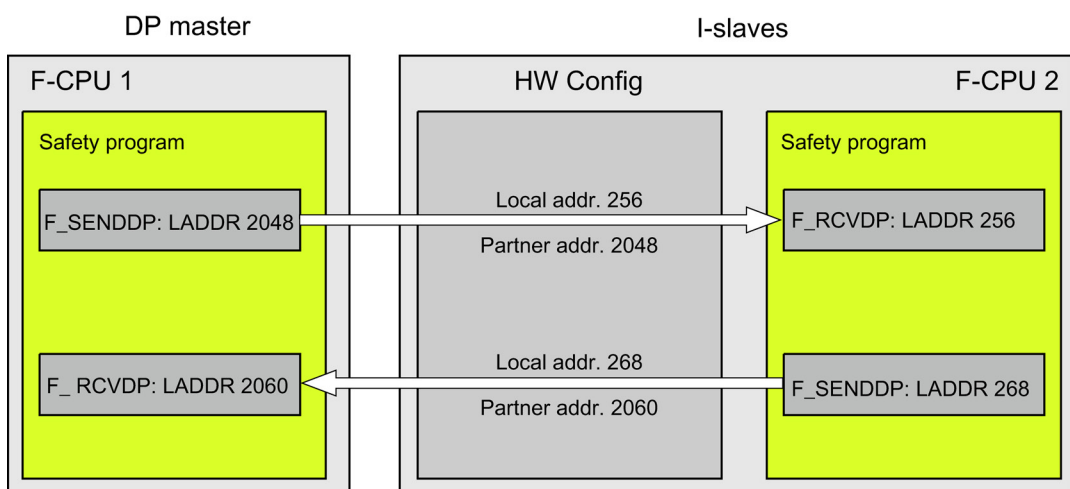 DP master
I-slaves
F-CPU 1
HW Config
F-CPU 2
Safety program
Safety program
F_SENDDP: LADDR 2048
Local addr. 256
Partner addr. 2048
F_RCVDP: LADDR 256
F_ RCVDP: LADDR 2060
Local addr. 268
Partner addr. 2060
F_SENDDP: LADDR 268